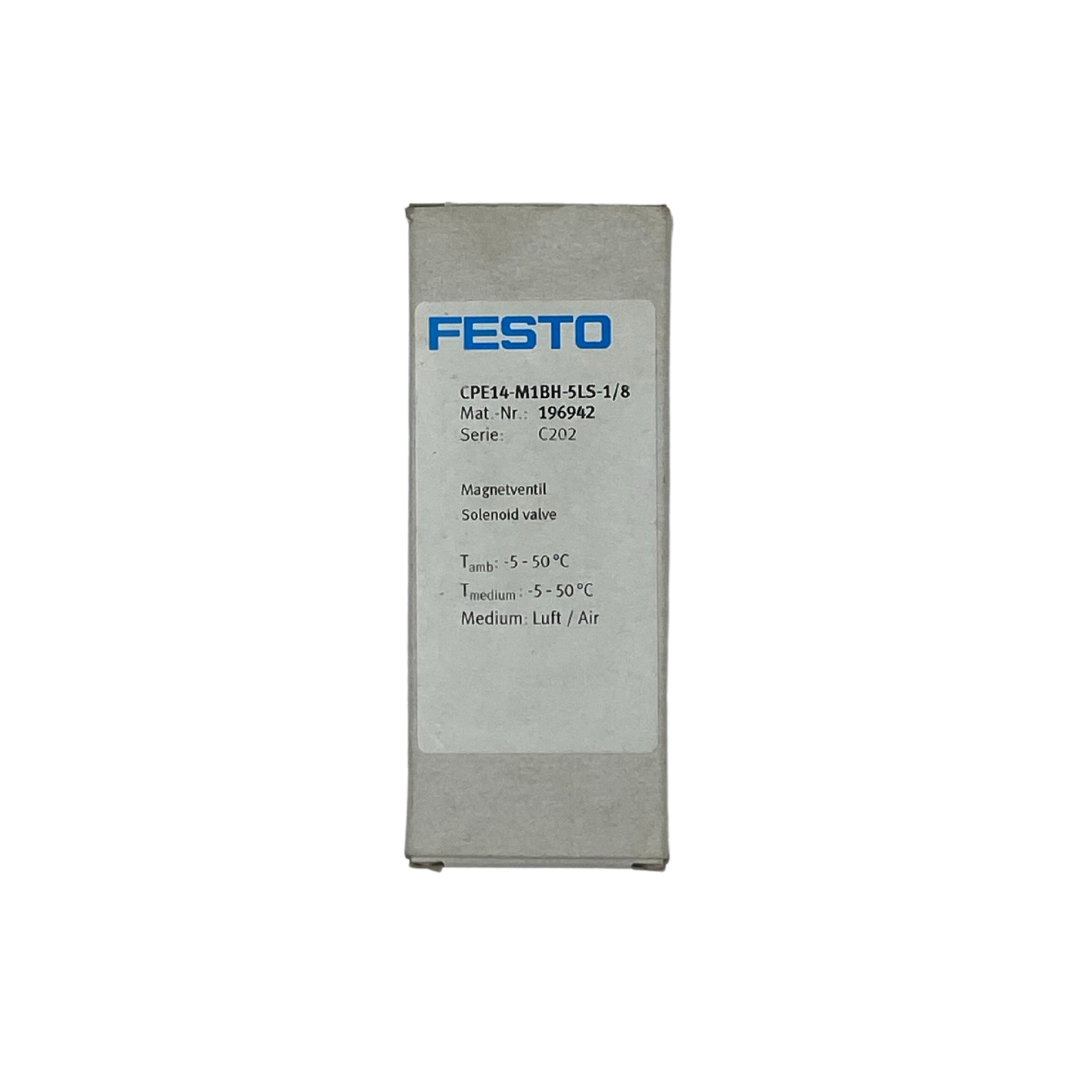 FESTO
CPE14-M1BH-5LS-1/8
Mat.-Nr.: 196942
Serie: C202
Magnetventil
Solenoid valve
Tamb: -5 - 50 °C
Tmedium: -5 - 50 °C
Medium: Luft / Air